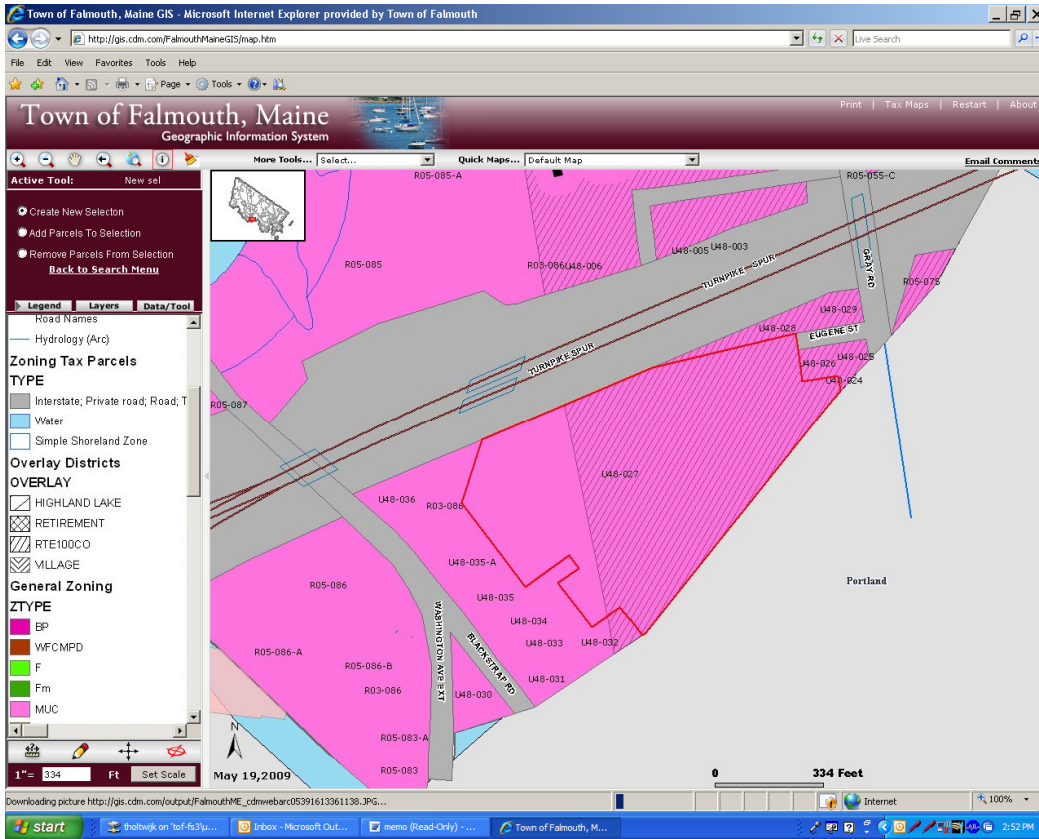 Town of Falmouth, Maine GIS - Microsoft Internet Explorer provided by Town of Falmouth
http://gis.cdm.com/FalmouthMaineGIS/map.htm
Live Search
File Edit View Favorites Tools Help
Page Tools
Town of Falmouth, Maine
Geographic Information System
Print | Tax Maps | Restart | About
More Tools... Select... Quick Maps... Default Map Email Comments
Active Tool: New sel
Create New Selecton
Add Parcels To Selection
Remove Parcels From Selection
Back to Search Menu
Legend Layers Data/Tool
Road Names
Hydrology (Arc)
Zoning Tax Parcels
TYPE
Interstate; Private road; Road; T
Water
Simple Shoreland Zone
Overlay Districts
OVERLAY
HIGHLAND LAKE
RETIREMENT
RTE100CO
VILLAGE
General Zoning
ZTYPE
BP
WFCMPD
F
Fm
MUC
1"= 334 Ft Set Scale
R05-085-A
R05-055-C
R05-085
R03-086
U48-006
U48-005
U48-003
TURNPIKE SPUR
GRAY RD
R05-075
U48-029
U48-028
EUGENE ST
TURNPIKE SPUR
U48-026
U48-025
U48-024
R05-087
U48-027
U48-036
R03-086
U48-035-A
R05-086
U48-035
Portland
WASHINGTON AVE EXT
BLACKSTRAP RD
U48-034
U48-033
U48-032
R05-086-A
R05-086-B
R03-086
U48-031
U48-030
R05-083-A
R05-083
N
May 19,2009
0 334 Feet
Downloading picture http://gis.cdm.com/output/FalmouthME_cdmwebarc05391613361138.JPG...
Internet 100%
start
tholtwijk on 'tof-fs3\u...
Inbox - Microsoft Out...
memo (Read-Only) - ...
Town of Falmouth, M...
2:52 PM